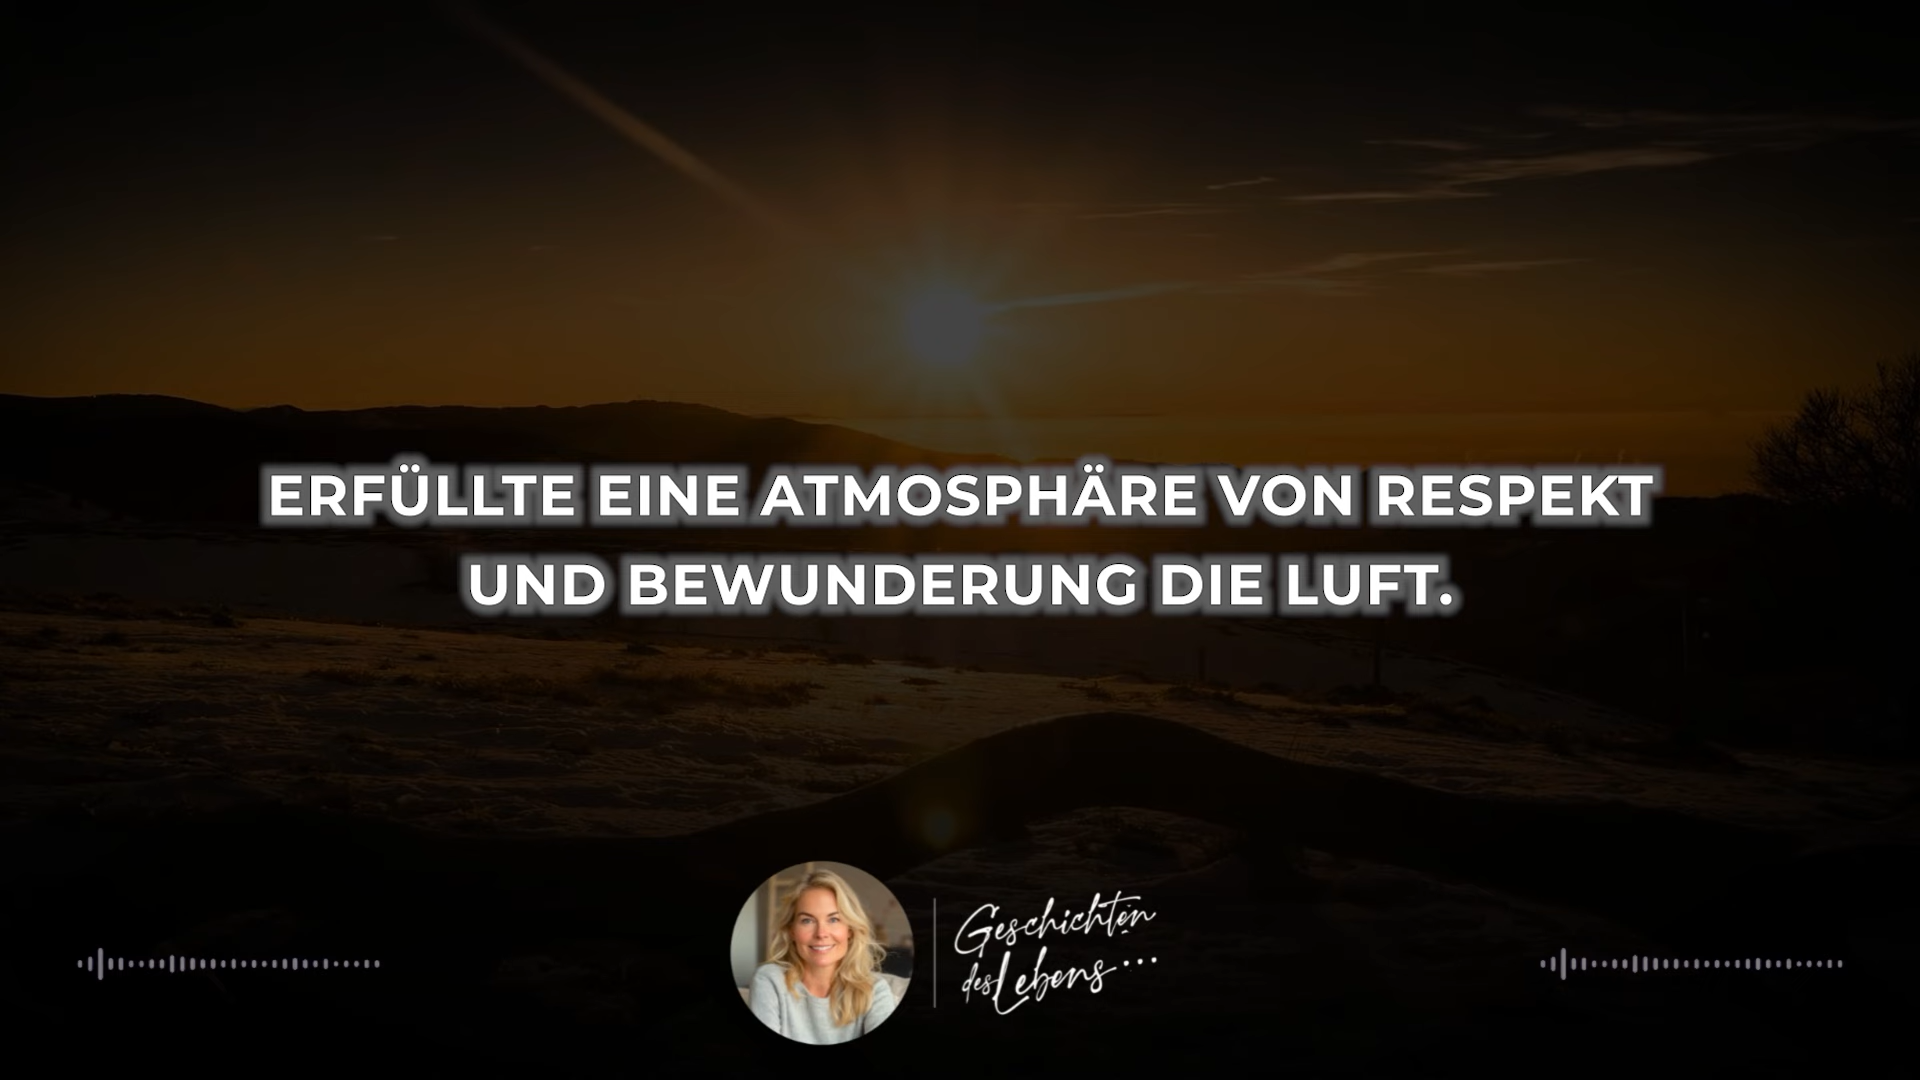 ERFÜLLTE EINE ATMOSPHÄRE VON RESPEKT
UND BEWUNDERUNG DIE LUFT.
Geschichten
des Lebens...